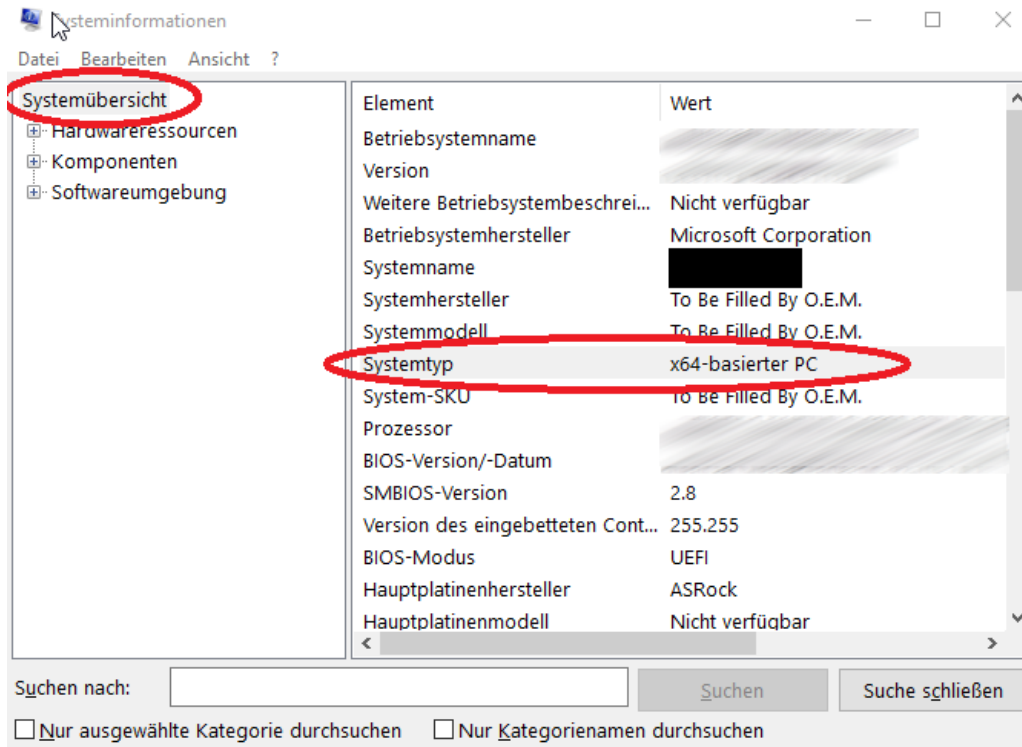 Systeminformationen
Datei Bearbeiten Ansicht ?
Systemübersicht
Hardwareressourcen
Komponenten
Softwareumgebung
Element Wert
Betriebsystemname
Version
Weitere Betriebsystembeschrei... Nicht verfügbar
Betriebsystemhersteller Microsoft Corporation
Systemname
Systemhersteller To Be Filled By O.E.M.
Systemmodell To Be Filled By O.E.M.
Systemtyp x64-basierter PC
System-SKU To Be Filled By O.E.M.
Prozessor
BIOS-Version/-Datum
SMBIOS-Version 2.8
Version des eingebetteten Cont... 255.255
BIOS-Modus UEFI
Hauptplatinenhersteller ASRock
Hauptplatinenmodell Nicht verfügbar
Suchen nach: Suchen Suche schließen
Nur ausgewählte Kategorie durchsuchen Nur Kategorienamen durchsuchen